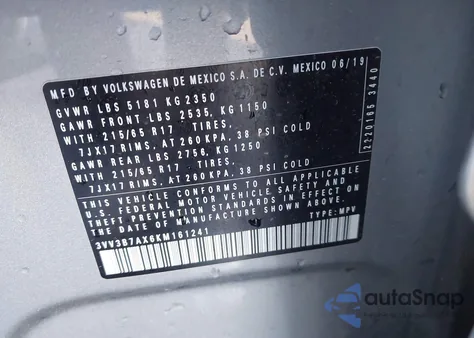 MFD BY VOLKSWAGEN DE MEXICO S.A. DE C.V. MEXICO 06/19
GVWR LBS 5181 KG 2350
GAWR FRONT LBS 2535, KG 1150
WITH 215/65 R17 TIRES,
7JX17 RIMS, AT 260 KPA, 38 PSI COLD
GAWR REAR LBS 2756, KG 1250
WITH 215/65 R17 TIRES,
7JX17 RIMS, AT 260 KPA, 38 PSI COLD
THIS VEHICLE CONFORMS TO ALL APPLICABLE
FEDERAL MOTOR VEHICLE SAFETY AND
THEFT PREVENTION STANDARDS IN EFFECT ON
THE DATE OF MANUFACTURE SHOWN ABOVE.
3VV3B7AX6KM161241 TYPE: MPV
12-220165 3440
autoSnap